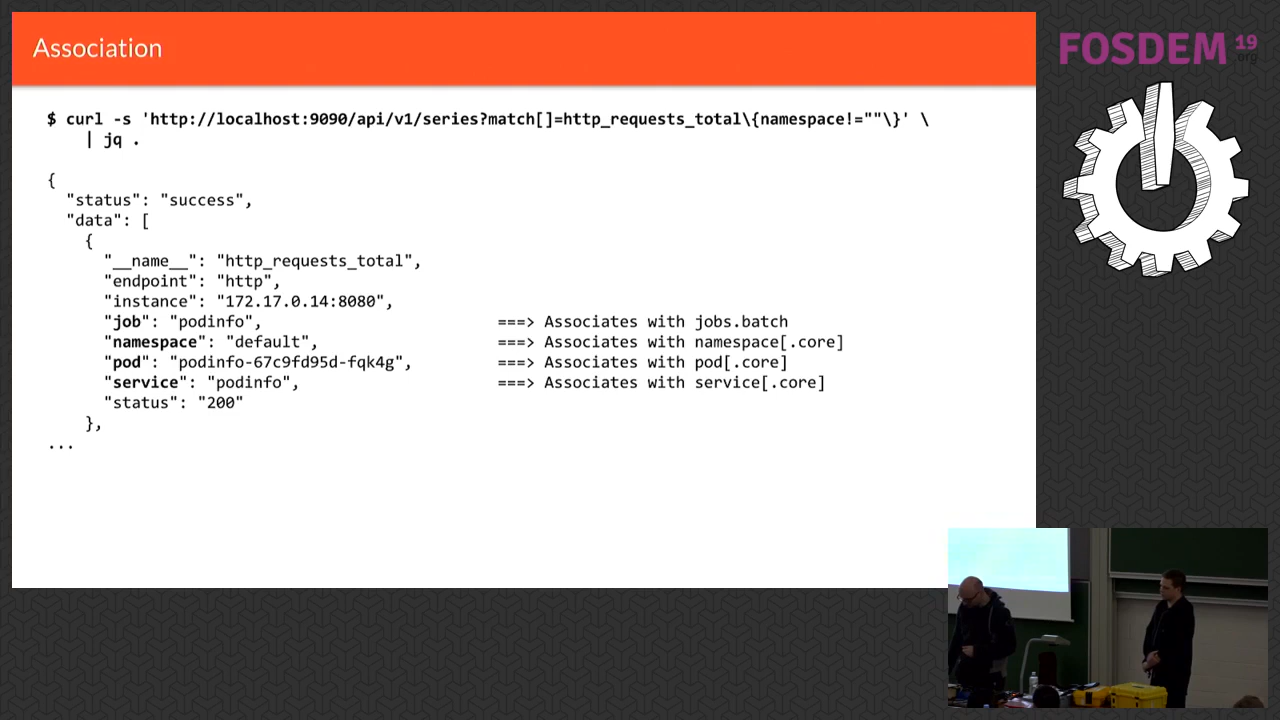 Association
$ curl -s 'http://localhost:9090/api/v1/series?match[]=http_requests_total\{namespace!=""\}' \
| jq .
{
"status": "success",
"data": [
{
"__name__": "http_requests_total",
"endpoint": "http",
"instance": "172.17.0.14:8080",
"job": "podinfo", ===> Associates with jobs.batch
"namespace": "default", ===> Associates with namespace[.core]
"pod": "podinfo-67c9fd95d-fqk4g", ===> Associates with pod[.core]
"service": "podinfo", ===> Associates with service[.core]
"status": "200"
},
...
FOSDEM 19
.org